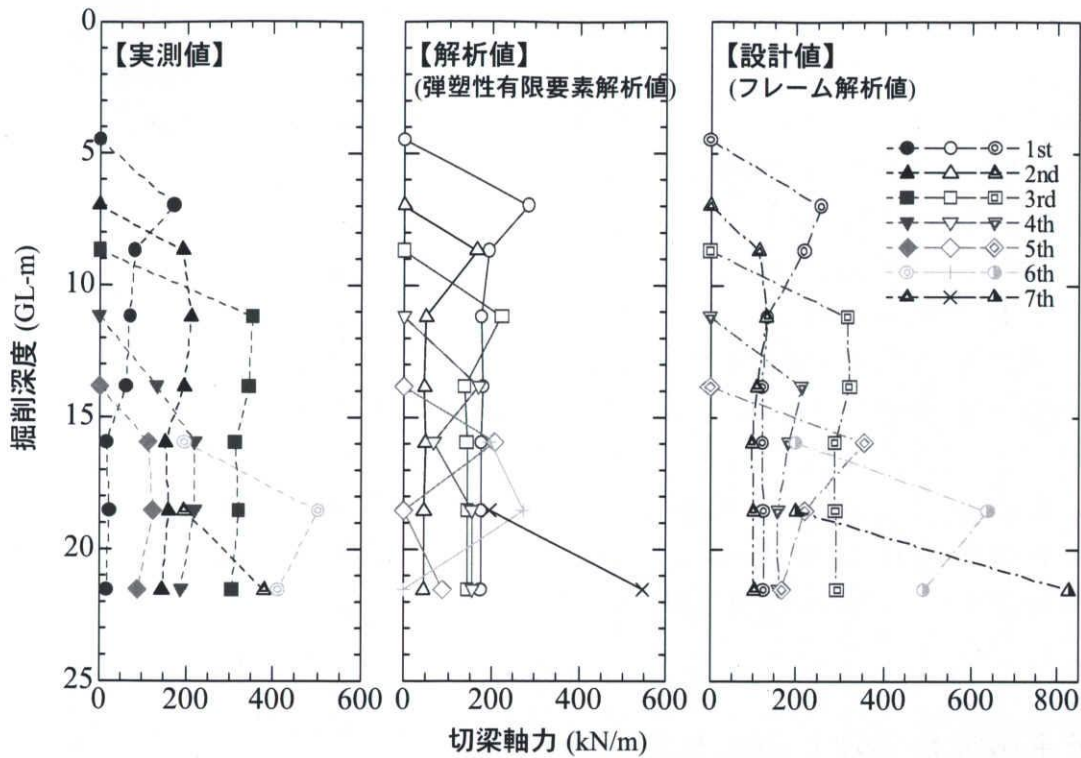 【実測値】
【解析値】
(弾塑性有限要素解析値)
【設計値】
(フレーム解析値)
1st
2nd
3rd
4th
5th
6th
7th
掘削深度 (GL-m)
0
5
10
15
20
25
0 200 400 600
0 200 400 600
0 200 400 600 800
切梁軸力 (kN/m)